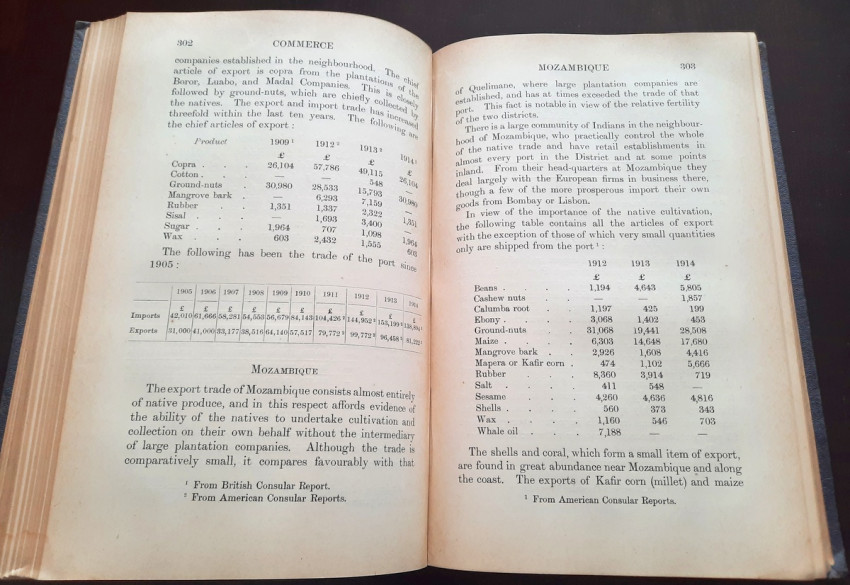 302 COMMERCE
companies established in the neighbourhood. The chief
article of export is copra from the plantations of the
Boror, Luabo, and Madal Companies. This is closely
followed by ground-nuts, which are chiefly collected by
the natives. The export and import trade has increased
threefold within the last ten years. The following are
the chief articles of export :
Product 1909 ¹ 1912 ² 1913 ² 1914 ¹
£ £ £ £
Copra . . . 26,104 57,786 49,115 26,104
Cotton . . . — — 548
Ground-nuts . 30,980 28,533 15,793 30,980
Mangrove bark . — 6,293 7,159
Rubber . . 1,351 1,337 2,322 1,351
Sisal . . . — 1,693 3,400
Sugar . . . 1,964 707 1,098 1,964
Wax . . . 603 2,432 1,555 603
The following has been the trade of the port since
1905 :
1905 1906 1907 1908 1909 1910 1911 1912 1913 1914
£ £ £ £ £ £ £ £ £ £
Imports 42,010 61,666 58,281 54,553 56,679 84,143 104,426 ² 144,952 ² 153,199 ²
Exports 31,000 41,000 33,177 38,516 64,140 57,517 79,772 ² 99,772 ² 96,458 ²
MOZAMBIQUE
The export trade of Mozambique consists almost entirely
of native produce, and in this respect affords evidence of
the ability of the natives to undertake cultivation and
collection on their own behalf without the intermediary
of large plantation companies. Although the trade is
comparatively small, it compares favourably with that
¹ From British Consular Report.
² From American Consular Reports.
MOZAMBIQUE 303
of Quelimane, where large plantation companies are
established, and has at times exceeded the trade of that
port. This fact is notable in view of the relative fertility
of the two districts.
There is a large community of Indians in the neighbour-
hood of Mozambique, who practically control the whole
of the native trade and have retail establishments in
almost every port in the District and at some points
inland. From their head-quarters at Mozambique they
deal largely with the European firms in business there,
though a few of the more prosperous import their own
goods from Bombay or Lisbon.
In view of the importance of the native cultivation,
the following table contains all the articles of export
with the exception of those of which very small quantities
only are shipped from the port ¹ :
1912 1913 1914
£ £ £
Beans . . . . 1,194 4,643 5,805
Cashew nuts . . — — 1,857
Calumba root . . 1,197 425 199
Ebony . . . . 3,068 1,402 453
Ground-nuts . . 31,068 19,441 28,508
Maize . . . . 6,303 14,648 17,680
Mangrove bark . . 2,926 1,608 4,416
Mapera or Kafir corn . 474 1,102 5,666
Rubber . . . 8,360 3,914 719
Salt . . . . 411 548 —
Sesame . . . 4,260 4,636 4,816
Shells . . . . 560 373 343
Wax . . . . 1,160 546 703
Whale oil . . . 7,188 — —
The shells and coral, which form a small item of export,
are found in great abundance near Mozambique and along
the coast. The exports of Kafir corn (millet) and maize
¹ From American Consular Reports.